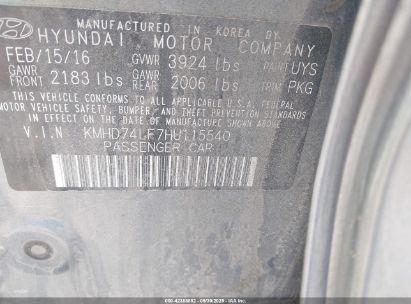 MANUFACTURED IN KOREA BY
HYUNDAI MOTOR COMPANY
FEB/15/16 GVWR 3924 lbs PAINT UYS
GAWR FRONT 2183 lbs GAWR REAR 2006 lbs TRIM PKG
THIS VEHICLE CONFORMS TO ALL APPLICABLE U.S. FEDERAL
MOTOR VEHICLE SAFETY, BUMPER, AND THEFT PREVENTION STANDARDS
IN EFFECT ON THE DATE OF MANUFACTURE SHOWN ABOVE.
V.I.N KMHD74LF7HU115540
PASSENGER CAR